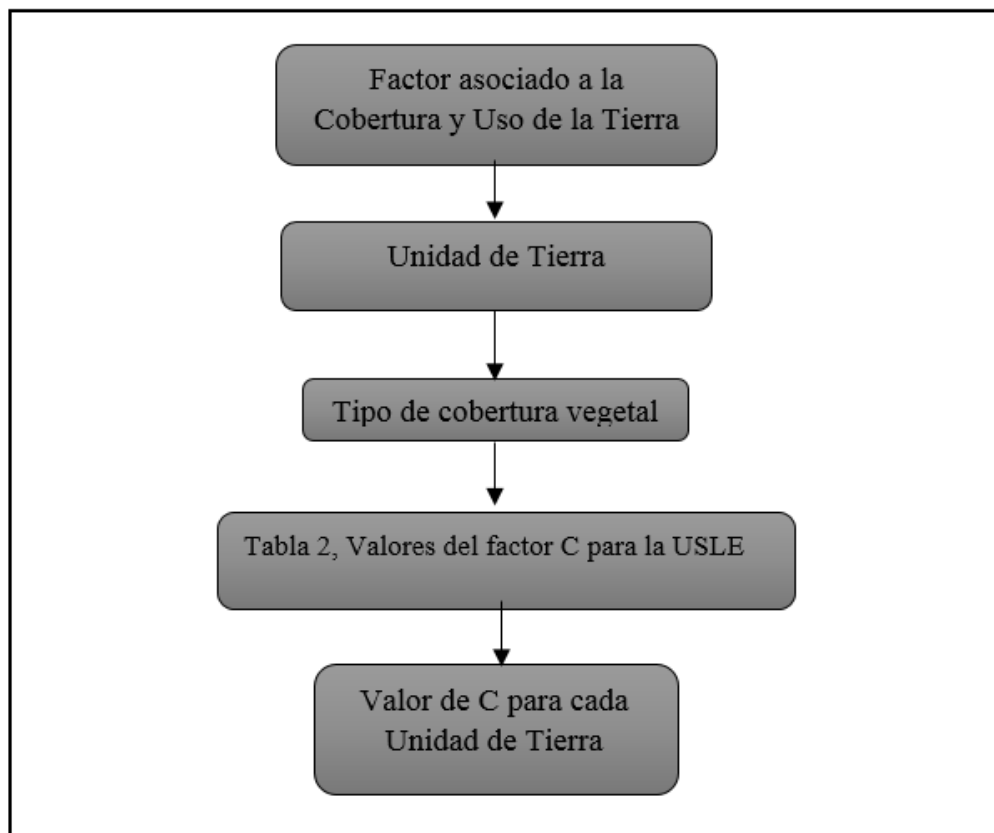 Factor asociado a la
Cobertura y Uso de la Tierra
Unidad de Tierra
Tipo de cobertura vegetal
Tabla 2, Valores del factor C para la USLE
Valor de C para cada
Unidad de Tierra